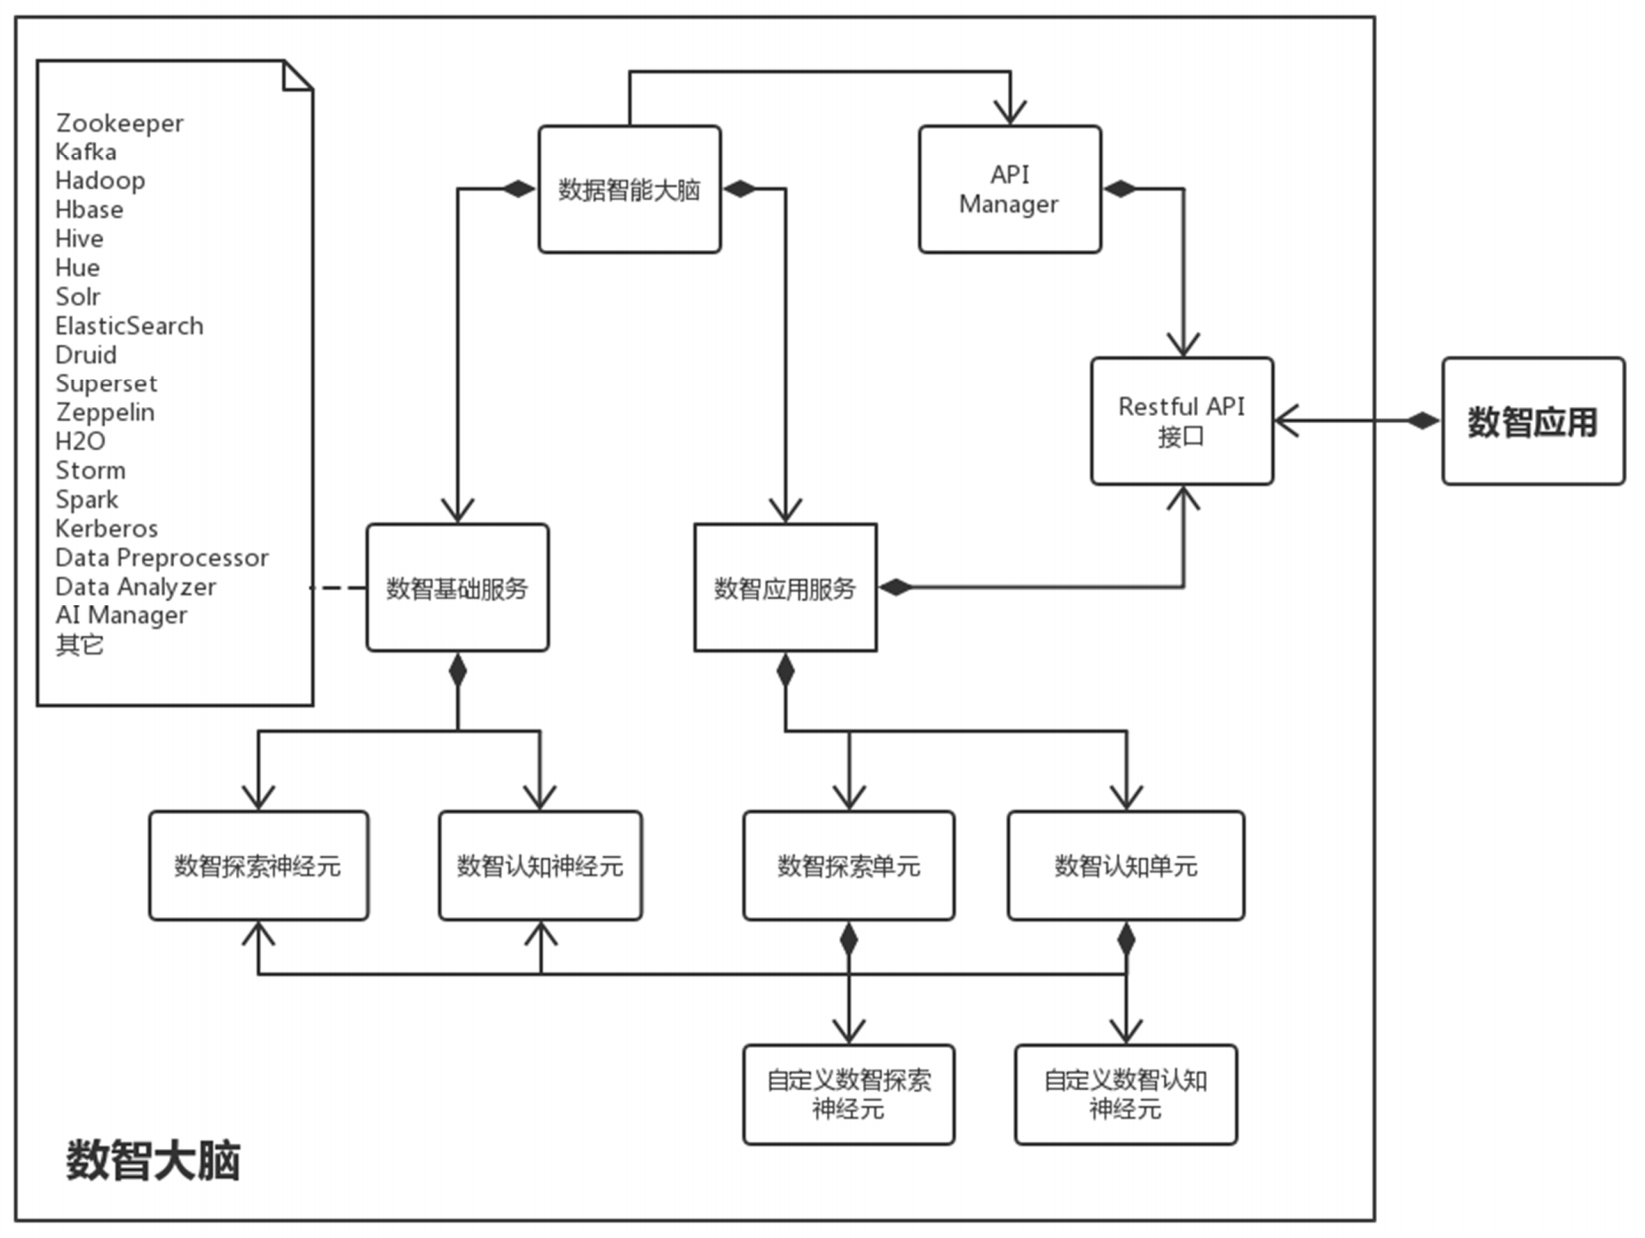 Zookeeper
Kafka
Hadoop
Hbase
Hive
Hue
Solr
ElasticSearch
Druid
Superset
Zeppelin
H2O
Storm
Spark
Kerberos
Data Preprocessor
Data Analyzer
AI Manager
其它
数据智能大脑
API
Manager
Restful API
接口
数智应用
数智基础服务
数智应用服务
数智探索神经元
数智认知神经元
数智探索单元
数智认知单元
自定义数智探索
神经元
自定义数智认知
神经元
数智大脑